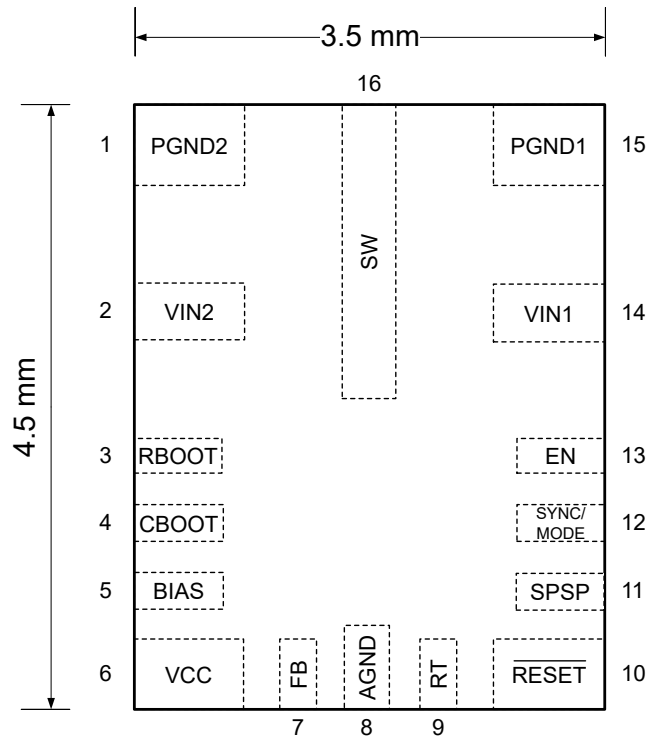 3.5 mm
16
1 PGND2 PGND1 15
SW
4.5 mm
2 VIN2 VIN1 14
3 RBOOT EN 13
4 CBOOT SYNC/
MODE 12
5 BIAS SPSP 11
6 VCC FB AGND RT RESET 10
7 8 9